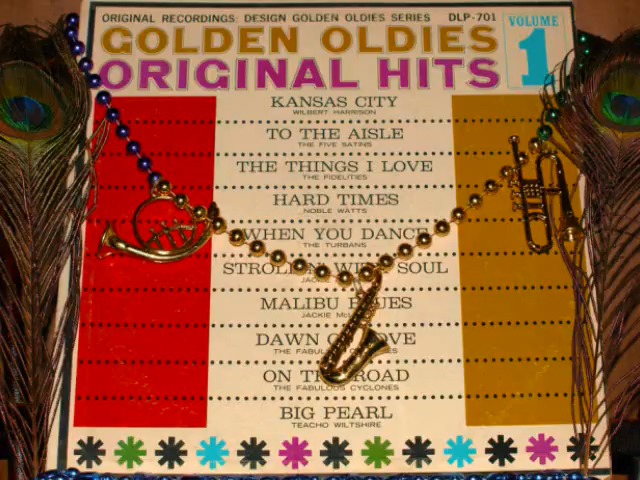 ORIGINAL RECORDINGS: DESIGN GOLDEN OLDIES SERIES DLP-701
GOLDEN OLDIES
ORIGINAL HITS
VOLUME
1
KANSAS CITY
WILBERT HARRISON
TO THE AISLE
THE FIVE SATINS
THE THINGS I LOVE
THE FIDELITIES
HARD TIMES
NOBLE WATTS
WHEN YOU DANCE
THE TURBANS
SOUL
MALIBU
JACKIE
DAWN
THE
ON ROAD
THE FABULOUS CYCLONES
BIG PEARL
TEACHO WILTSHIRE